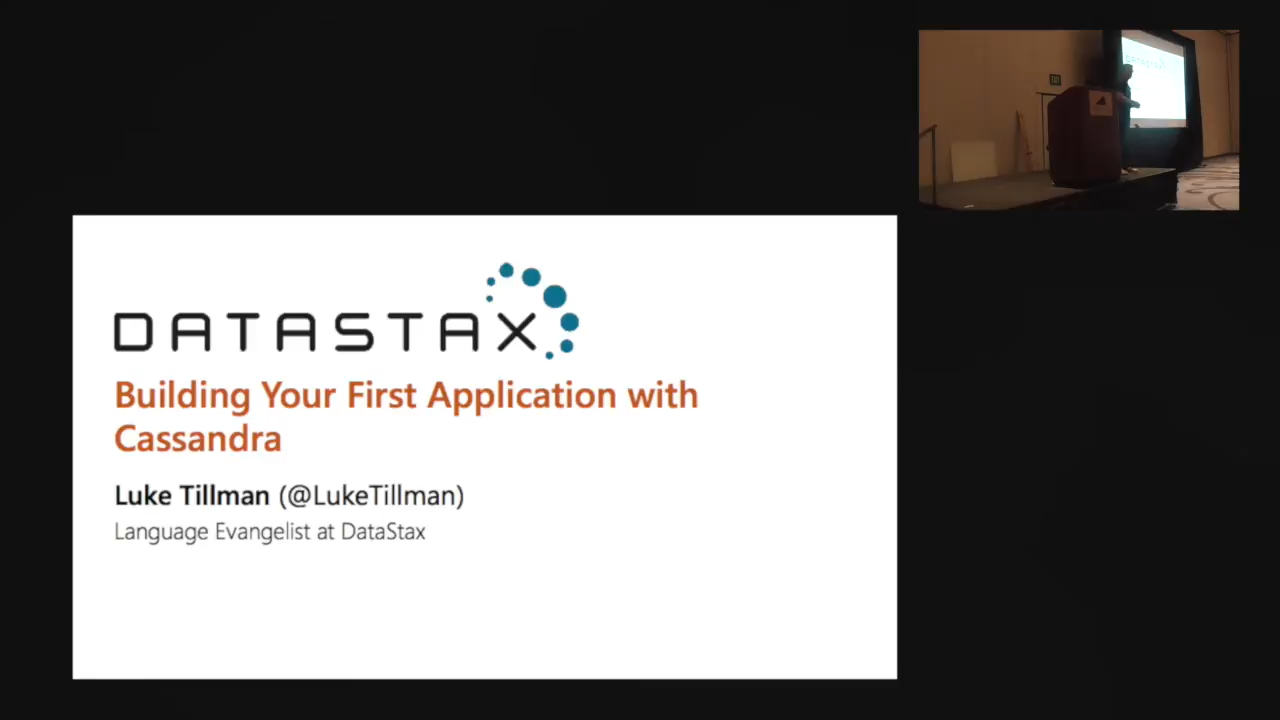 DATASTAX
Building Your First Application with
Cassandra
Luke Tillman (@LukeTillman)
Language Evangelist at DataStax